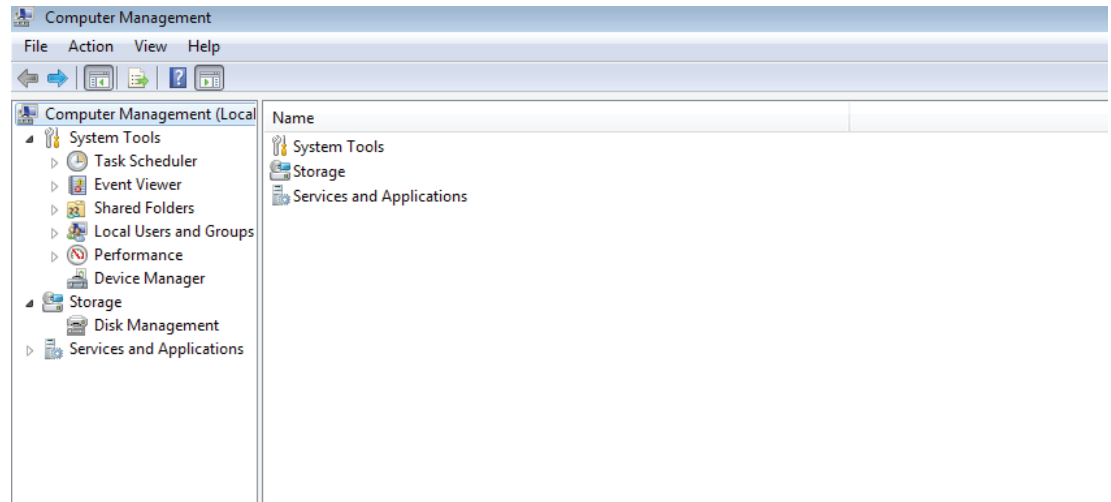 Computer Management
File Action View Help
Computer Management (Local
System Tools
Task Scheduler
Event Viewer
Shared Folders
Local Users and Groups
Performance
Device Manager
Storage
Disk Management
Services and Applications
Name
System Tools
Storage
Services and Applications